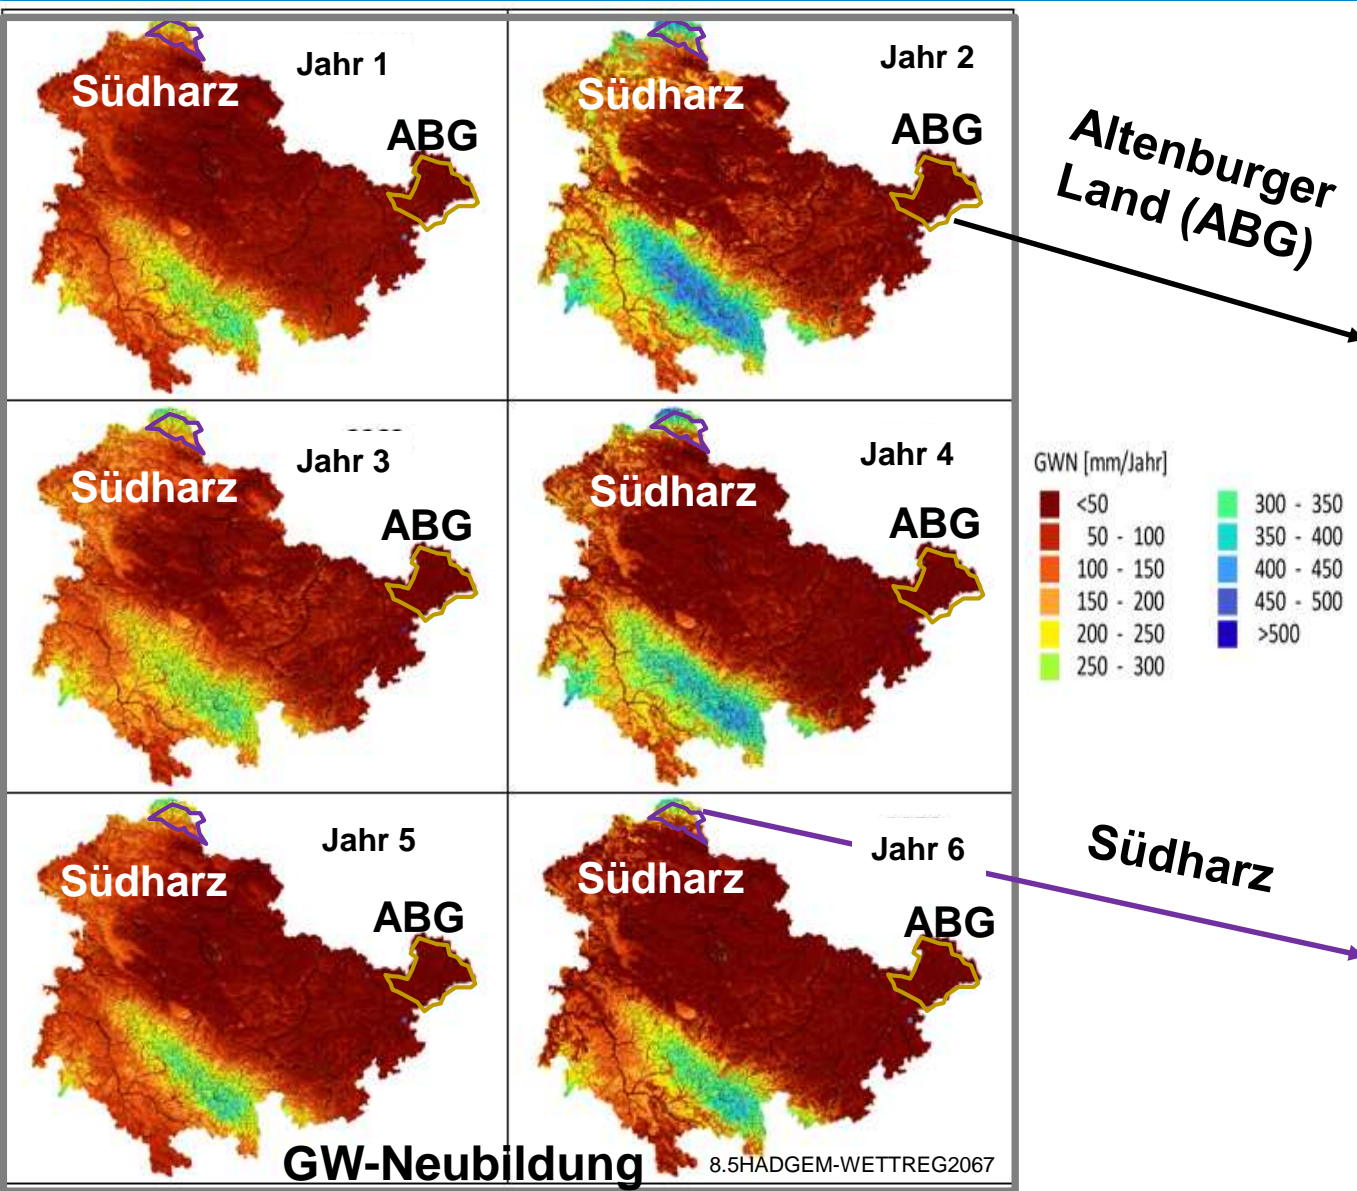 Jahr 1
Südharz
ABG
Jahr 2
Südharz
ABG
Altenburger
Land (ABG)
Jahr 3
Südharz
ABG
Jahr 4
Südharz
ABG
GWN [mm/Jahr]
<50
50 - 100
100 - 150
150 - 200
200 - 250
250 - 300
300 - 350
350 - 400
400 - 450
450 - 500
>500
Jahr 5
Südharz
ABG
Jahr 6
Südharz
ABG
Südharz
GW-Neubildung
8.5HADGEM-WETTREG2067